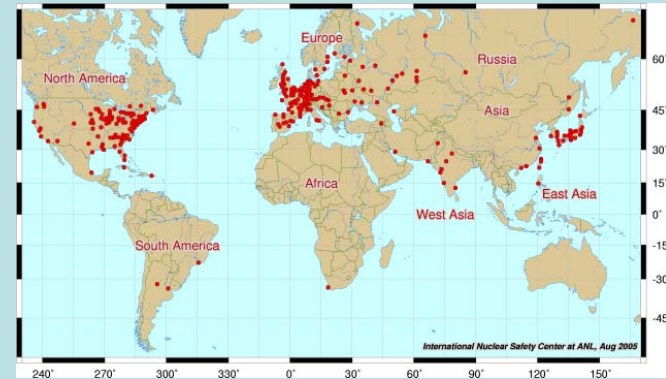 Europe
Russia
North America
60°
Asia
45°
30°
Africa
East Asia
15°
West Asia
0°
South America
-15
-30
-45
International Nuclear Safety Center at ANL, Aug 2005
240° 270° 300° 330° 0° 30° 60° 90° 120° 150°